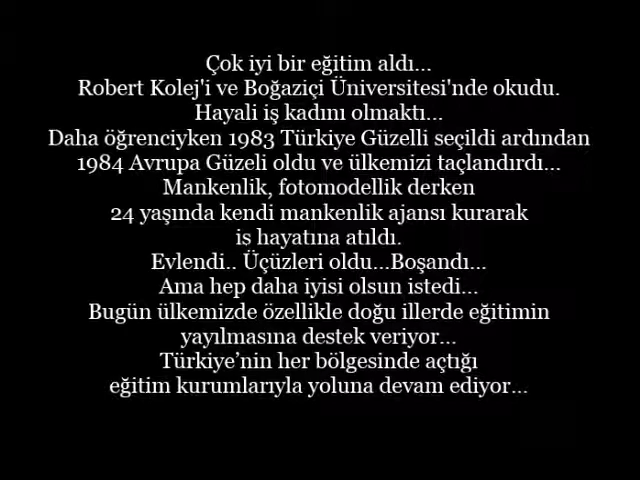 Çok iyi bir eğitim aldı...
Robert Kolej'i ve Boğaziçi Üniversitesi'nde okudu.
Hayali iş kadını olmaktı...
Daha öğrenciyken 1983 Türkiye Güzelli seçildi ardından
1984 Avrupa Güzeli oldu ve ülkemizi taçlandırdı...
Mankenlik, fotomodellik derken
24 yaşında kendi mankenlik ajansı kurarak
is hayatına atıldı.
Evlendi.. Üçüzleri oldu...Boşandı...
Ama hep daha iyisi olsun istedi...
Bugün ülkemizde özellikle doğu illerde eğitimin
yayılmasına destek veriyor...
Türkiye’nin her bölgesinde açtığı
eğitim kurumlarıyla yoluna devam ediyor...